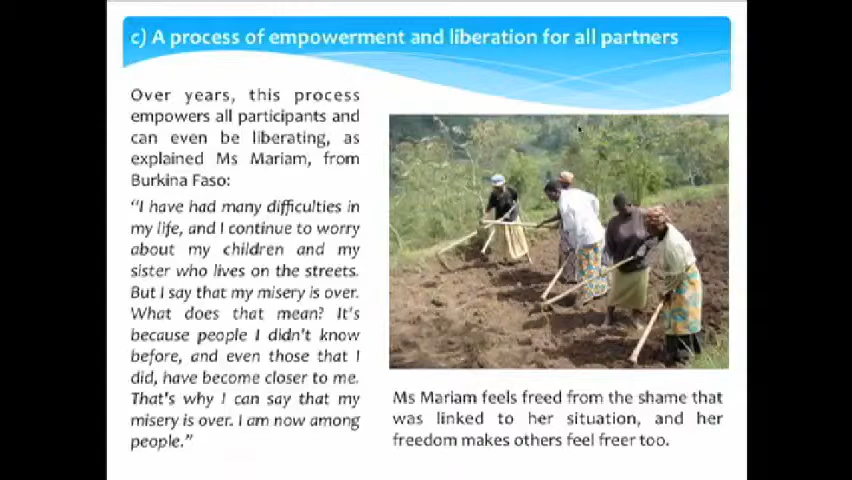 c) A process of empowerment and liberation for all partners
Over years, this process
empowers all participants and
can even be liberating, as
explained Ms Mariam, from
Burkina Faso:
“I have had many difficulties in
my life, and I continue to worry
about my children and my
sister who lives on the streets.
But I say that my misery is over.
What does that mean? It's
because people I didn't know
before, and even those that I
did, have become closer to me.
That's why I can say that my
misery is over. I am now among
people.”
Ms Mariam feels freed from the shame that
was linked to her situation, and her
freedom makes others feel freer too.